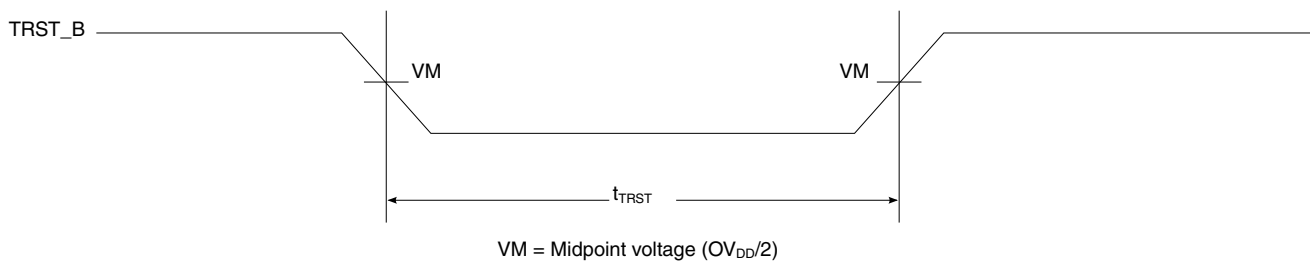 TRST_B
VM
VM
tTRST
VM = Midpoint voltage (OVDD/2)